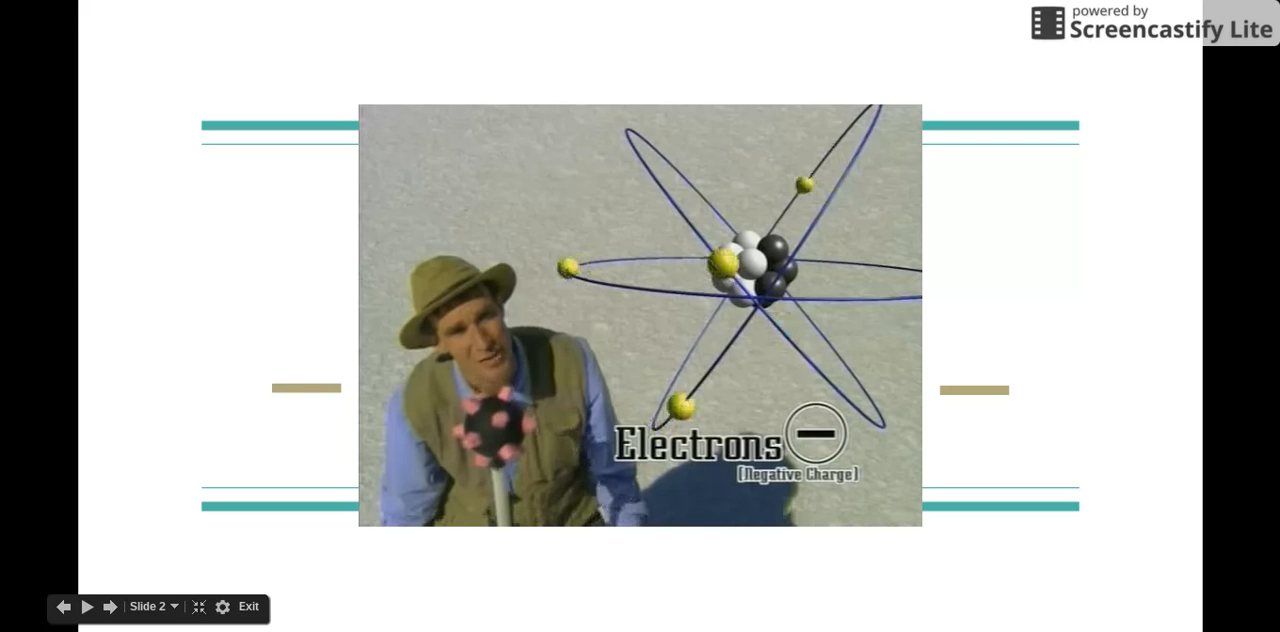 powered by
Screencastify Lite
Electrons
(Negative Charge)
Slide 2
Exit